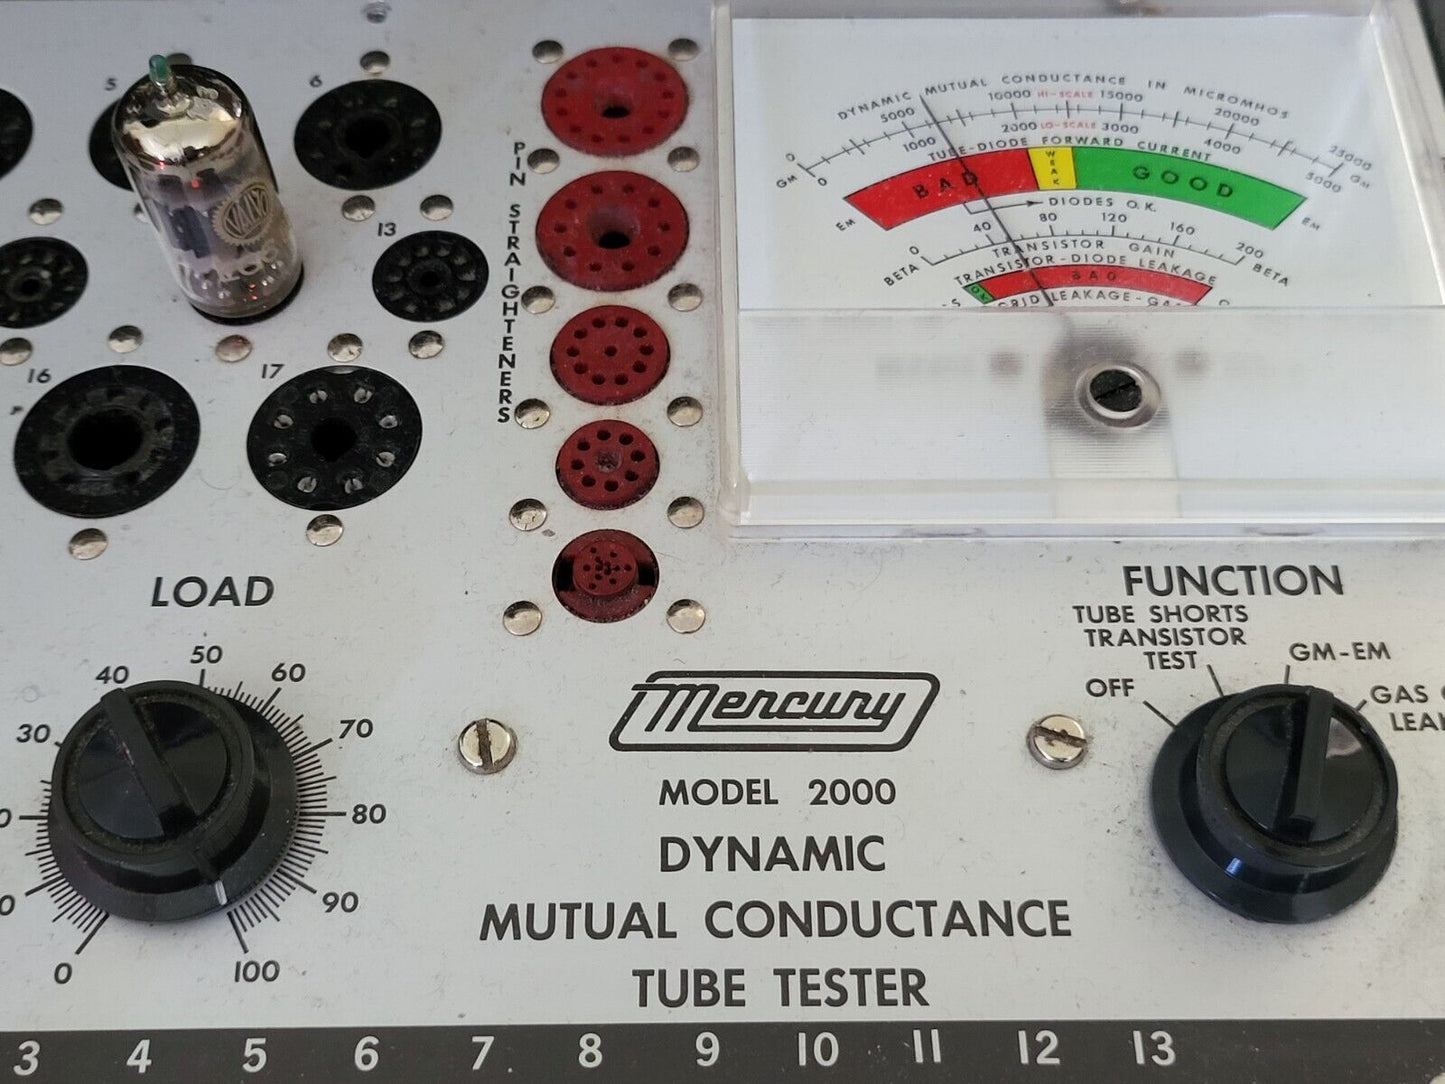 5
6
13
16
17
VALVO
PIN STRAIGHTENERS
DYNAMIC MUTUAL CONDUCTANCE IN MICROMHOS
0 5000 10000 HI-SCALE 15000 20000 25000
GM 0 1000 2000 LO-SCALE 3000 4000 5000 GM
TUBE-DIODE FORWARD CURRENT
EM BAD WEAK GOOD EM
DIODES O.K.
0 40 80 120 160 200
BETA TRANSISTOR GAIN BETA
TRANSISTOR-DIODE LEAKAGE
BAD
GRID LEAKAGE-
LOAD
0
30
40
50
60
70
80
90
100
FUNCTION
OFF
TUBE SHORTS
TRANSISTOR
TEST
GM-EM
GAS
Mercury
MODEL 2000
DYNAMIC
MUTUAL CONDUCTANCE
TUBE TESTER
3 4 5 6 7 8 9 10 11 12 13